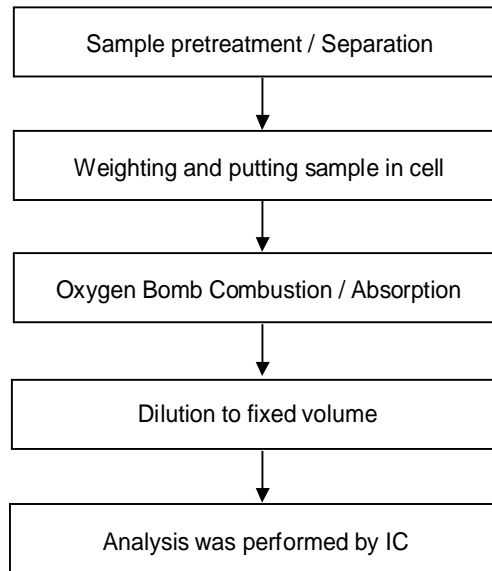 Sample pretreatment / Separation
Weighting and putting sample in cell
Oxygen Bomb Combustion / Absorption
Dilution to fixed volume
Analysis was performed by IC